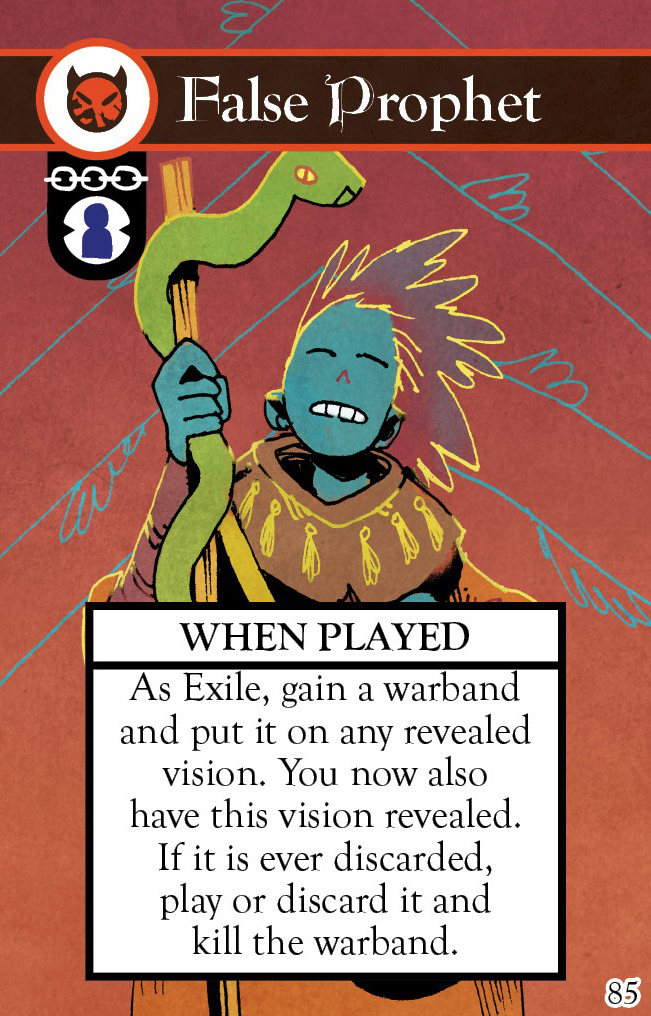 False Prophet
WHEN PLAYED
As Exile, gain a warband
and put it on any revealed
vision. You now also
have this vision revealed.
If it is ever discarded,
play or discard it and
kill the warband.
85